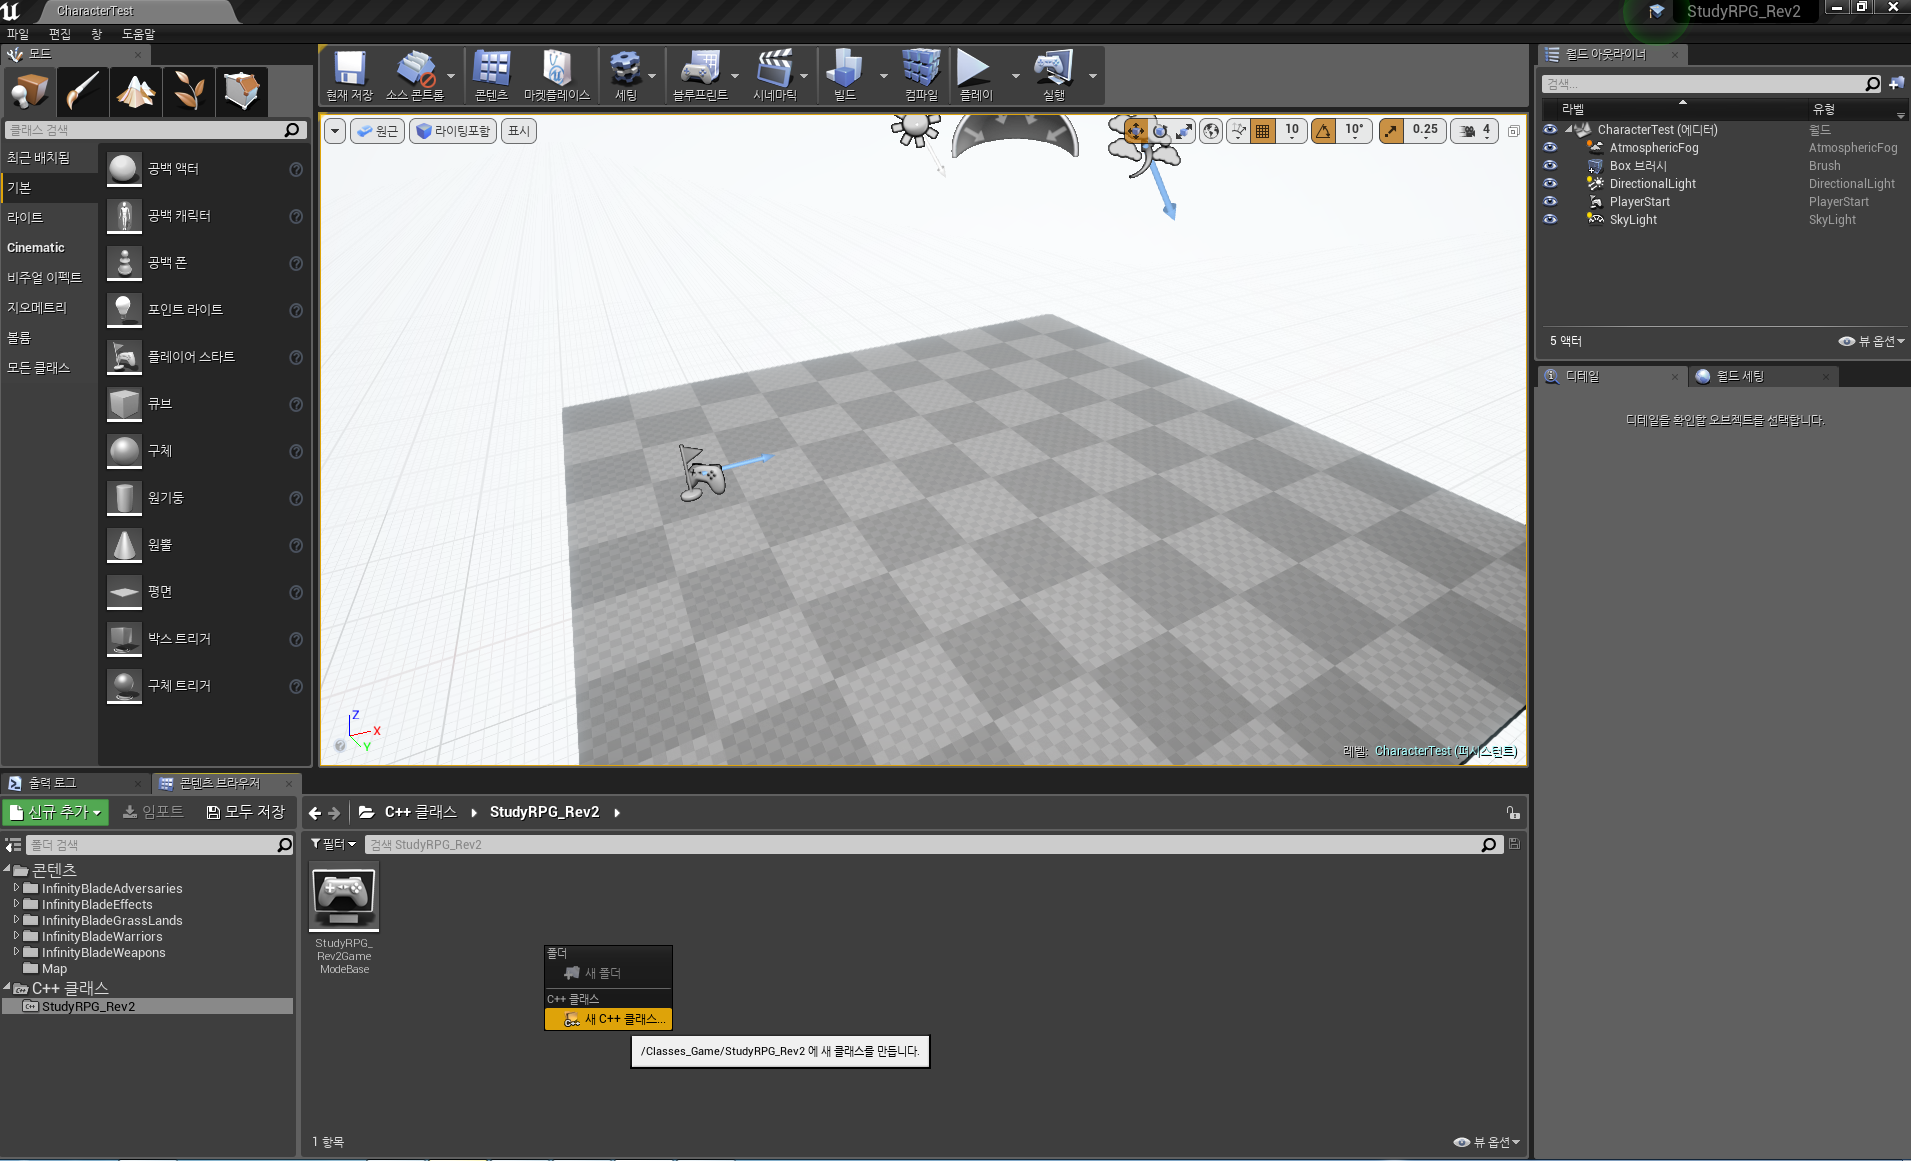 CharacterTest
StudyRPG_Rev2
파일 편집 창 도움말
모드
클래스 검색
최근 배치됨
기본
라이트
Cinematic
비주얼 이펙트
지오메트리
볼륨
모든 클래스
공백 액터
공백 캐릭터
공백 폰
포인트 라이트
플레이어 스타트
큐브
구체
원기둥
원뿔
평면
박스 트리거
구체 트리거
현재 저장 소스 콘트롤 콘텐츠 마켓플레이스 세팅 블루프린트 시네마틱 빌드 컴파일 플레이 실행
원근 라이팅포함 표시
10 10° 0.25 4
Z
X
Y
레벨: CharacterTest (퍼시스턴트)
월드 아웃라이너
검색...
라벨 유형
CharacterTest (에디터) 월드
AtmosphericFog AtmosphericFog
Box 브러시 Brush
DirectionalLight DirectionalLight
PlayerStart PlayerStart
SkyLight SkyLight
5 액터
뷰 옵션
디테일 월드 세팅
디테일을 확인할 오브젝트를 선택합니다.
출력 로그 콘텐츠 브라우저
신규 추가 임포트 모두 저장
C++ 클래스 StudyRPG_Rev2
폴더 검색
필터 검색 StudyRPG_Rev2
콘텐츠
InfinityBladeAdversaries
InfinityBladeEffects
InfinityBladeGrassLands
InfinityBladeWarriors
InfinityBladeWeapons
Map
C++ 클래스
StudyRPG_Rev2
StudyRPG_
Rev2Game
ModeBase
폴더
새 폴더
C++ 클래스
새 C++ 클래스...
/Classes_Game/StudyRPG_Rev2 에 새 클래스를 만듭니다.
1 항목
뷰 옵션